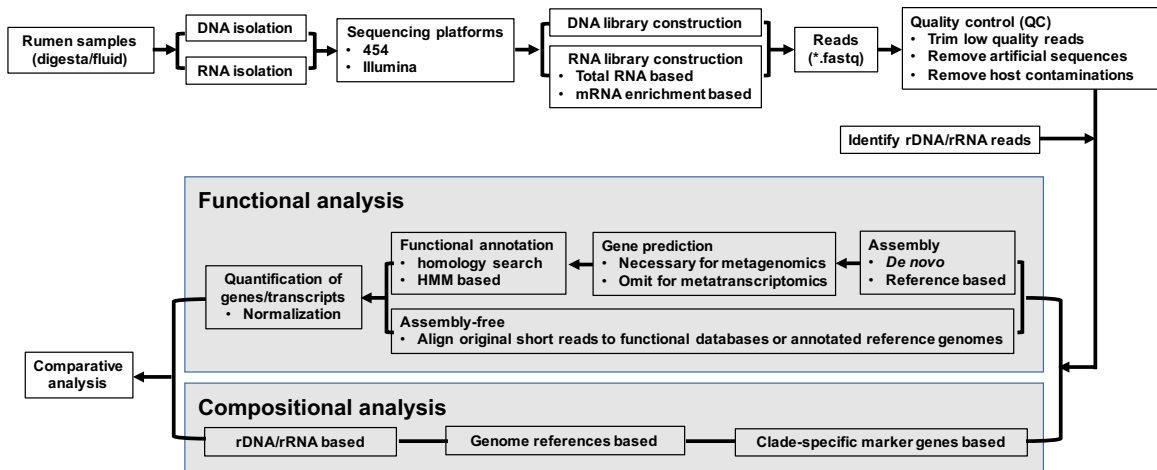 Rumen samples
(digesta/fluid)
DNA isolation
RNA isolation
Sequencing platforms
• 454
• Illumina
DNA library construction
RNA library construction
• Total RNA based
• mRNA enrichment based
Reads
(*.fastq)
Quality control (QC)
• Trim low quality reads
• Remove artificial sequences
• Remove host contaminations
Identify rDNA/rRNA reads
Functional analysis
Assembly
• De novo
• Reference based
Gene prediction
• Necessary for metagenomics
• Omit for metatranscriptomics
Functional annotation
• homology search
• HMM based
Quantification of
genes/transcripts
• Normalization
Assembly-free
• Align original short reads to functional databases or annotated reference genomes
Comparative
analysis
Compositional analysis
rDNA/rRNA based
Genome references based
Clade-specific marker genes based